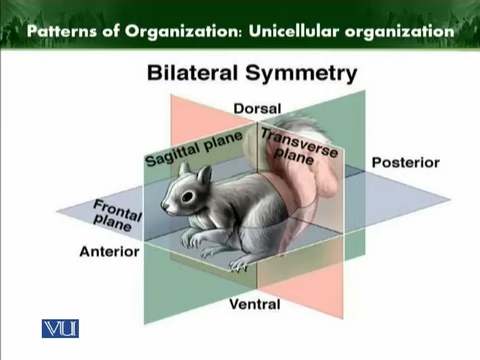 Patterns of Organization: Unicellular organization
Bilateral Symmetry
Dorsal
Sagittal plane
Transverse
plane
Posterior
Frontal
plane
Anterior
Ventral
VU